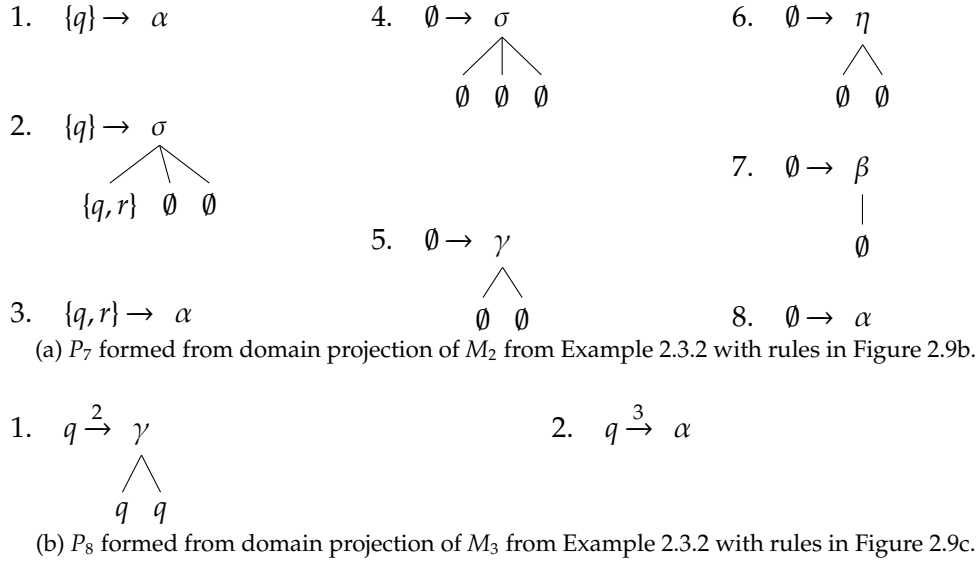 1. {q} → α 4. ∅ → σ 6. ∅ → η
∅ ∅ ∅ ∅ ∅
2. {q} → σ
{q, r} ∅ ∅
7. ∅ → β
∅
5. ∅ → γ
∅ ∅
3. {q, r} → α 8. ∅ → α
(a) P₇ formed from domain projection of M₂ from Example 2.3.2 with rules in Figure 2.9b.
1. q →² γ 2. q →³ α
q q
(b) P₈ formed from domain projection of M₃ from Example 2.3.2 with rules in Figure 2.9c.